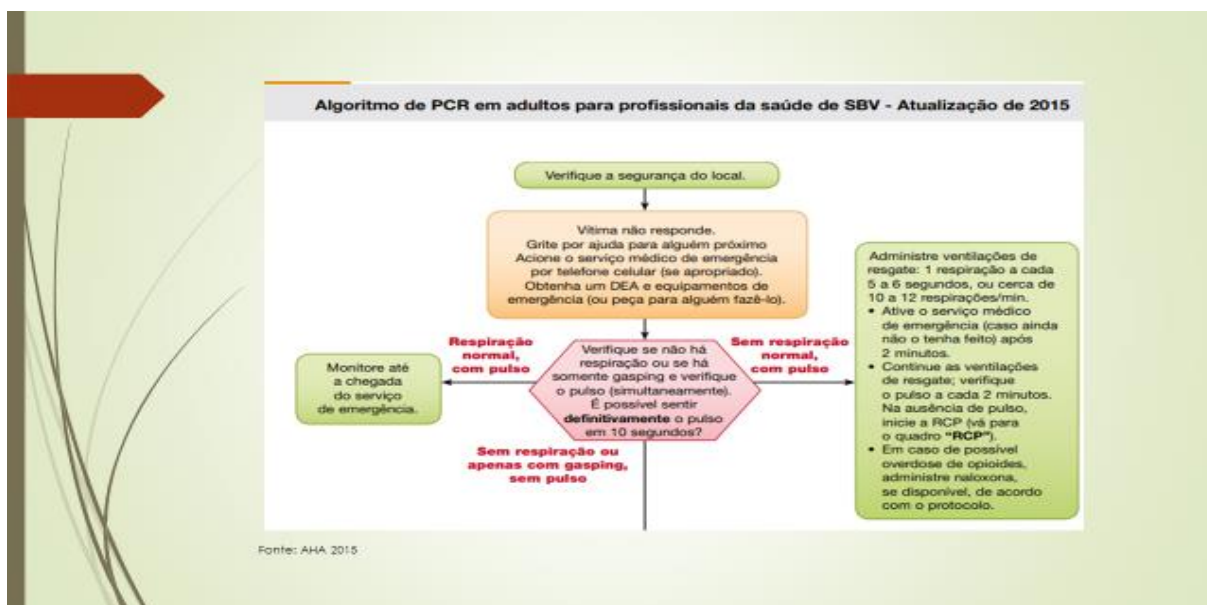 Algoritmo de PCR em adultos para profissionais da saúde de SBV - Atualização de 2015
Verifique a segurança do local.
Vítima não responde.
Grite por ajuda para alguém próximo
Acione o serviço médico de emergência
por telefone celular (se apropriado).
Obtenha um DEA e equipamentos de
emergência (ou peça para alguém fazê-lo).
Respiração
normal,
com pulso
Monitore até
a chegada
do serviço
de emergência.
Verifique se não há
respiração ou se há
somente gasping e verifique
o pulso (simultaneamente).
É possível sentir
definitivamente o pulso
em 10 segundos?
Sem respiração
normal,
com pulso
Administre ventilações de
resgate: 1 respiração a cada
5 a 6 segundos, ou cerca de
10 a 12 respirações/min.
• Ative o serviço médico
de emergência (caso ainda
não o tenha feito) após
2 minutos.
• Continue as ventilações
de resgate; verifique
o pulso a cada 2 minutos.
Na ausência de pulso,
inicie a RCP (vá para
o quadro "RCP").
• Em caso de possível
overdose de opioides,
administre naloxona,
se disponível, de acordo
com o protocolo.
Sem respiração ou
apenas com gasping,
sem pulso
Fonte: AHA 2015